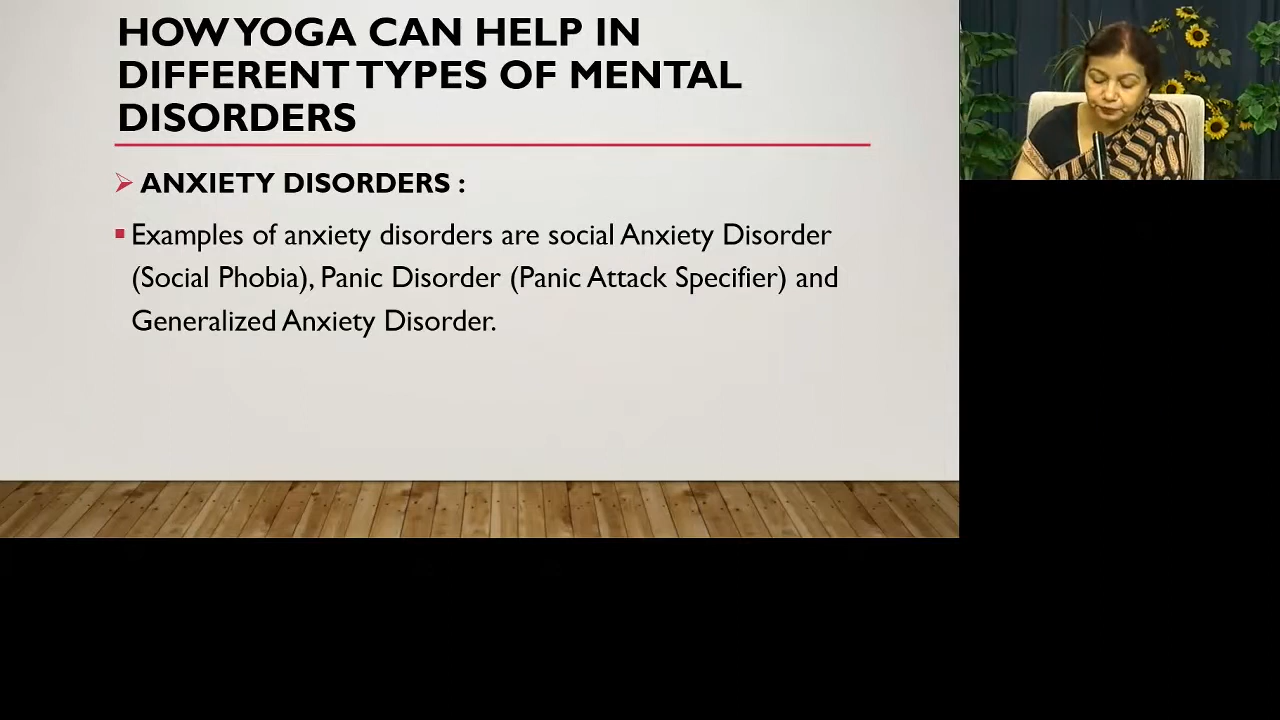 HOW YOGA CAN HELP IN
DIFFERENT TYPES OF MENTAL
DISORDERS
ANXIETY DISORDERS :
Examples of anxiety disorders are social Anxiety Disorder
(Social Phobia), Panic Disorder (Panic Attack Specifier) and
Generalized Anxiety Disorder.